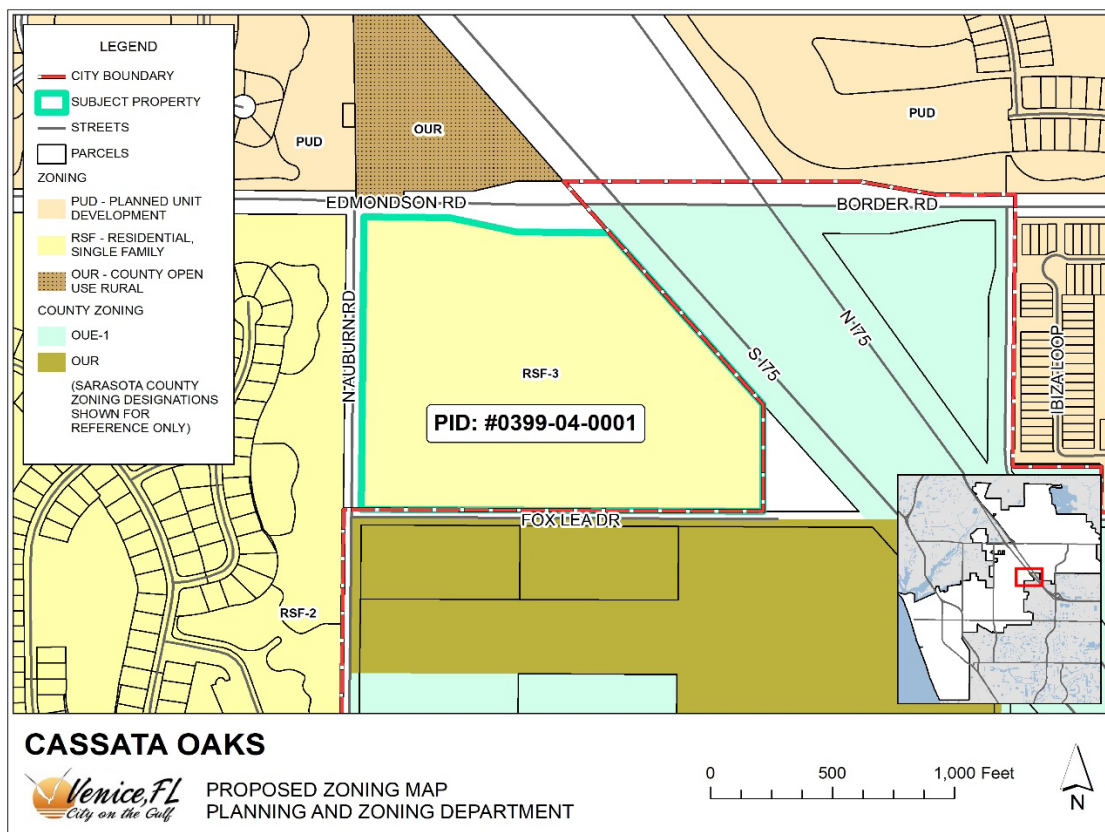 LEGEND
CITY BOUNDARY
SUBJECT PROPERTY
STREETS
PARCELS
ZONING
PUD - PLANNED UNIT
DEVELOPMENT
RSF - RESIDENTIAL,
SINGLE FAMILY
OUR - COUNTY OPEN
USE RURAL
COUNTY ZONING
OUE-1
OUR
(SARASOTA COUNTY
ZONING DESIGNATIONS
SHOWN FOR
REFERENCE ONLY)
PUD
OUR
PUD
EDMONDSON RD
BORDER RD
N AUBURN RD
N I75
S I75
IBIZA LOOP
RSF-3
PID: #0399-04-0001
FOX LEA DR
RSF-2
CASSATA OAKS
Venice, FL
City on the Gulf
PROPOSED ZONING MAP
PLANNING AND ZONING DEPARTMENT
0 500 1,000 Feet
N